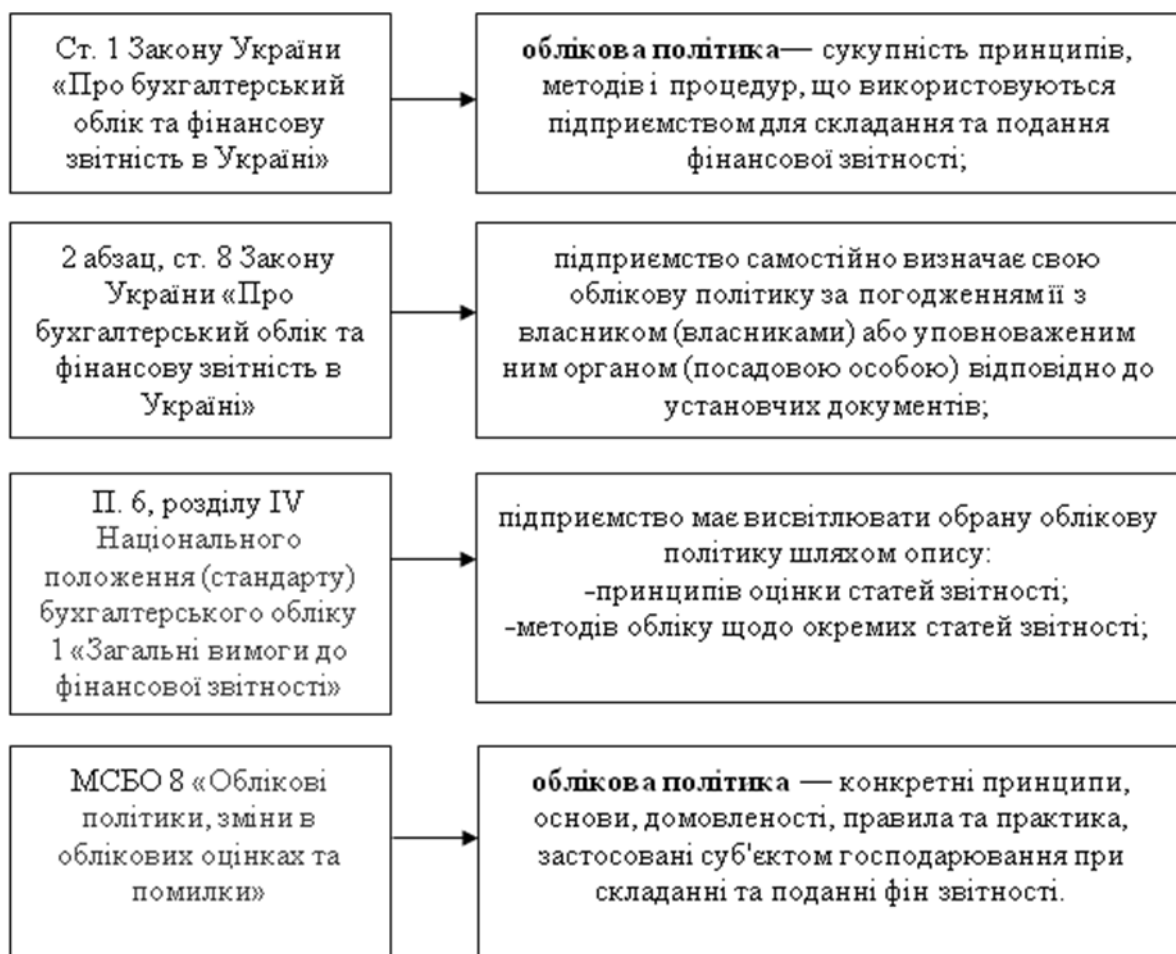 Ст. 1 Закону України
«Про бухгалтерський
облік та фінансову
звітність в Україні»
облікова політика— сукупність принципів,
методів і процедур, що використовуються
підприємством для складання та подання
фінансової звітності;
2 абзац, ст. 8 Закону
України «Про
бухгалтерський облік та
фінансову звітність в
Україні»
підприємство самостійно визначає свою
облікову політику за погодженням її з
власником (власниками) або уповноваженим
ним органом (посадовою особою) відповідно до
установчих документів;
П. 6, розділу IV
Національного
положення (стандарту)
бухгалтерського обліку
1 «Загальні вимоги до
фінансової звітності»
підприємство має висвітлювати обрану облікову
політику шляхом опису:
-принципів оцінки статей звітності;
-методів обліку щодо окремих статей звітності;
МСБО 8 «Облікові
політики, зміни в
облікових оцінках та
помилки»
облікова політика — конкретні принципи,
основи, домовленості, правила та практика,
застосовані суб'єктом господарювання при
складанні та поданні фін звітності.